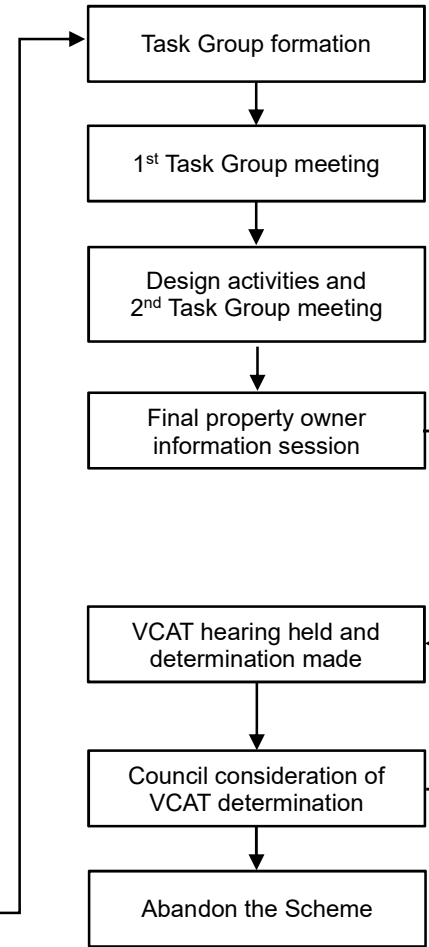 Task Group formation
1st Task Group meeting
Design activities and
2nd Task Group meeting
Final property owner
information session
VCAT hearing held and
determination made
Council consideration of
VCAT determination
Abandon the Scheme